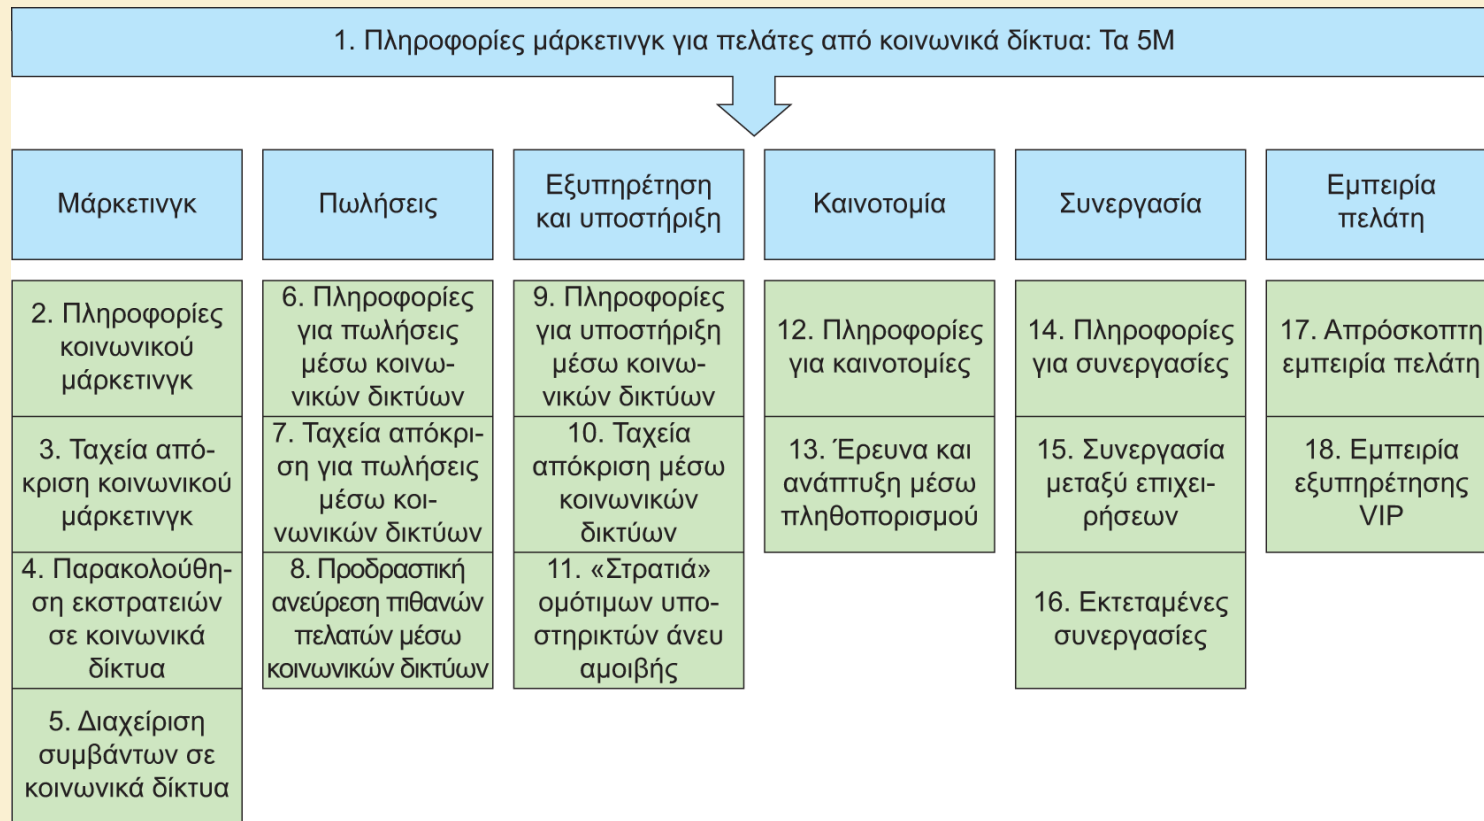 1. Πληροφορίες μάρκετινγκ για πελάτες από κοινωνικά δίκτυα: Τα 5Μ
Μάρκετινγκ
Πωλήσεις
Εξυπηρέτηση
και υποστήριξη
Καινοτομία
Συνεργασία
Εμπειρία
πελάτη
2. Πληροφορίες
κοινωνικού
μάρκετινγκ
3. Ταχεία από-
κριση κοινωνικού
μάρκετινγκ
4. Παρακολούθη-
ση εκστρατειών
σε κοινωνικά
δίκτυα
5. Διαχείριση
συμβάντων σε
κοινωνικά δίκτυα
6. Πληροφορίες
για πωλήσεις
μέσω κοινω-
νικών δικτύων
7. Ταχεία απόκρι-
ση για πωλήσεις
μέσω κοι-
νωνικών δικτύων
8. Προδραστική
ανεύρεση πιθανών
πελατών μέσω
κοινωνικών δικτύων
9. Πληροφορίες
για υποστήριξη
μέσω κοινω-
νικών δικτύων
10. Ταχεία
απόκριση μέσω
κοινωνικών
δικτύων
11. «Στρατιά»
ομότιμων υπο-
στηρικτών άνευ
αμοιβής
12. Πληροφορίες
για καινοτομίες
13. Έρευνα και
ανάπτυξη μέσω
πληθοπορισμού
14. Πληροφορίες
για συνεργασίες
15. Συνεργασία
μεταξύ επιχει-
ρήσεων
16. Εκτεταμένες
συνεργασίες
17. Απρόσκοπτη
εμπειρία πελάτη
18. Εμπειρία
εξυπηρέτησης
VIP